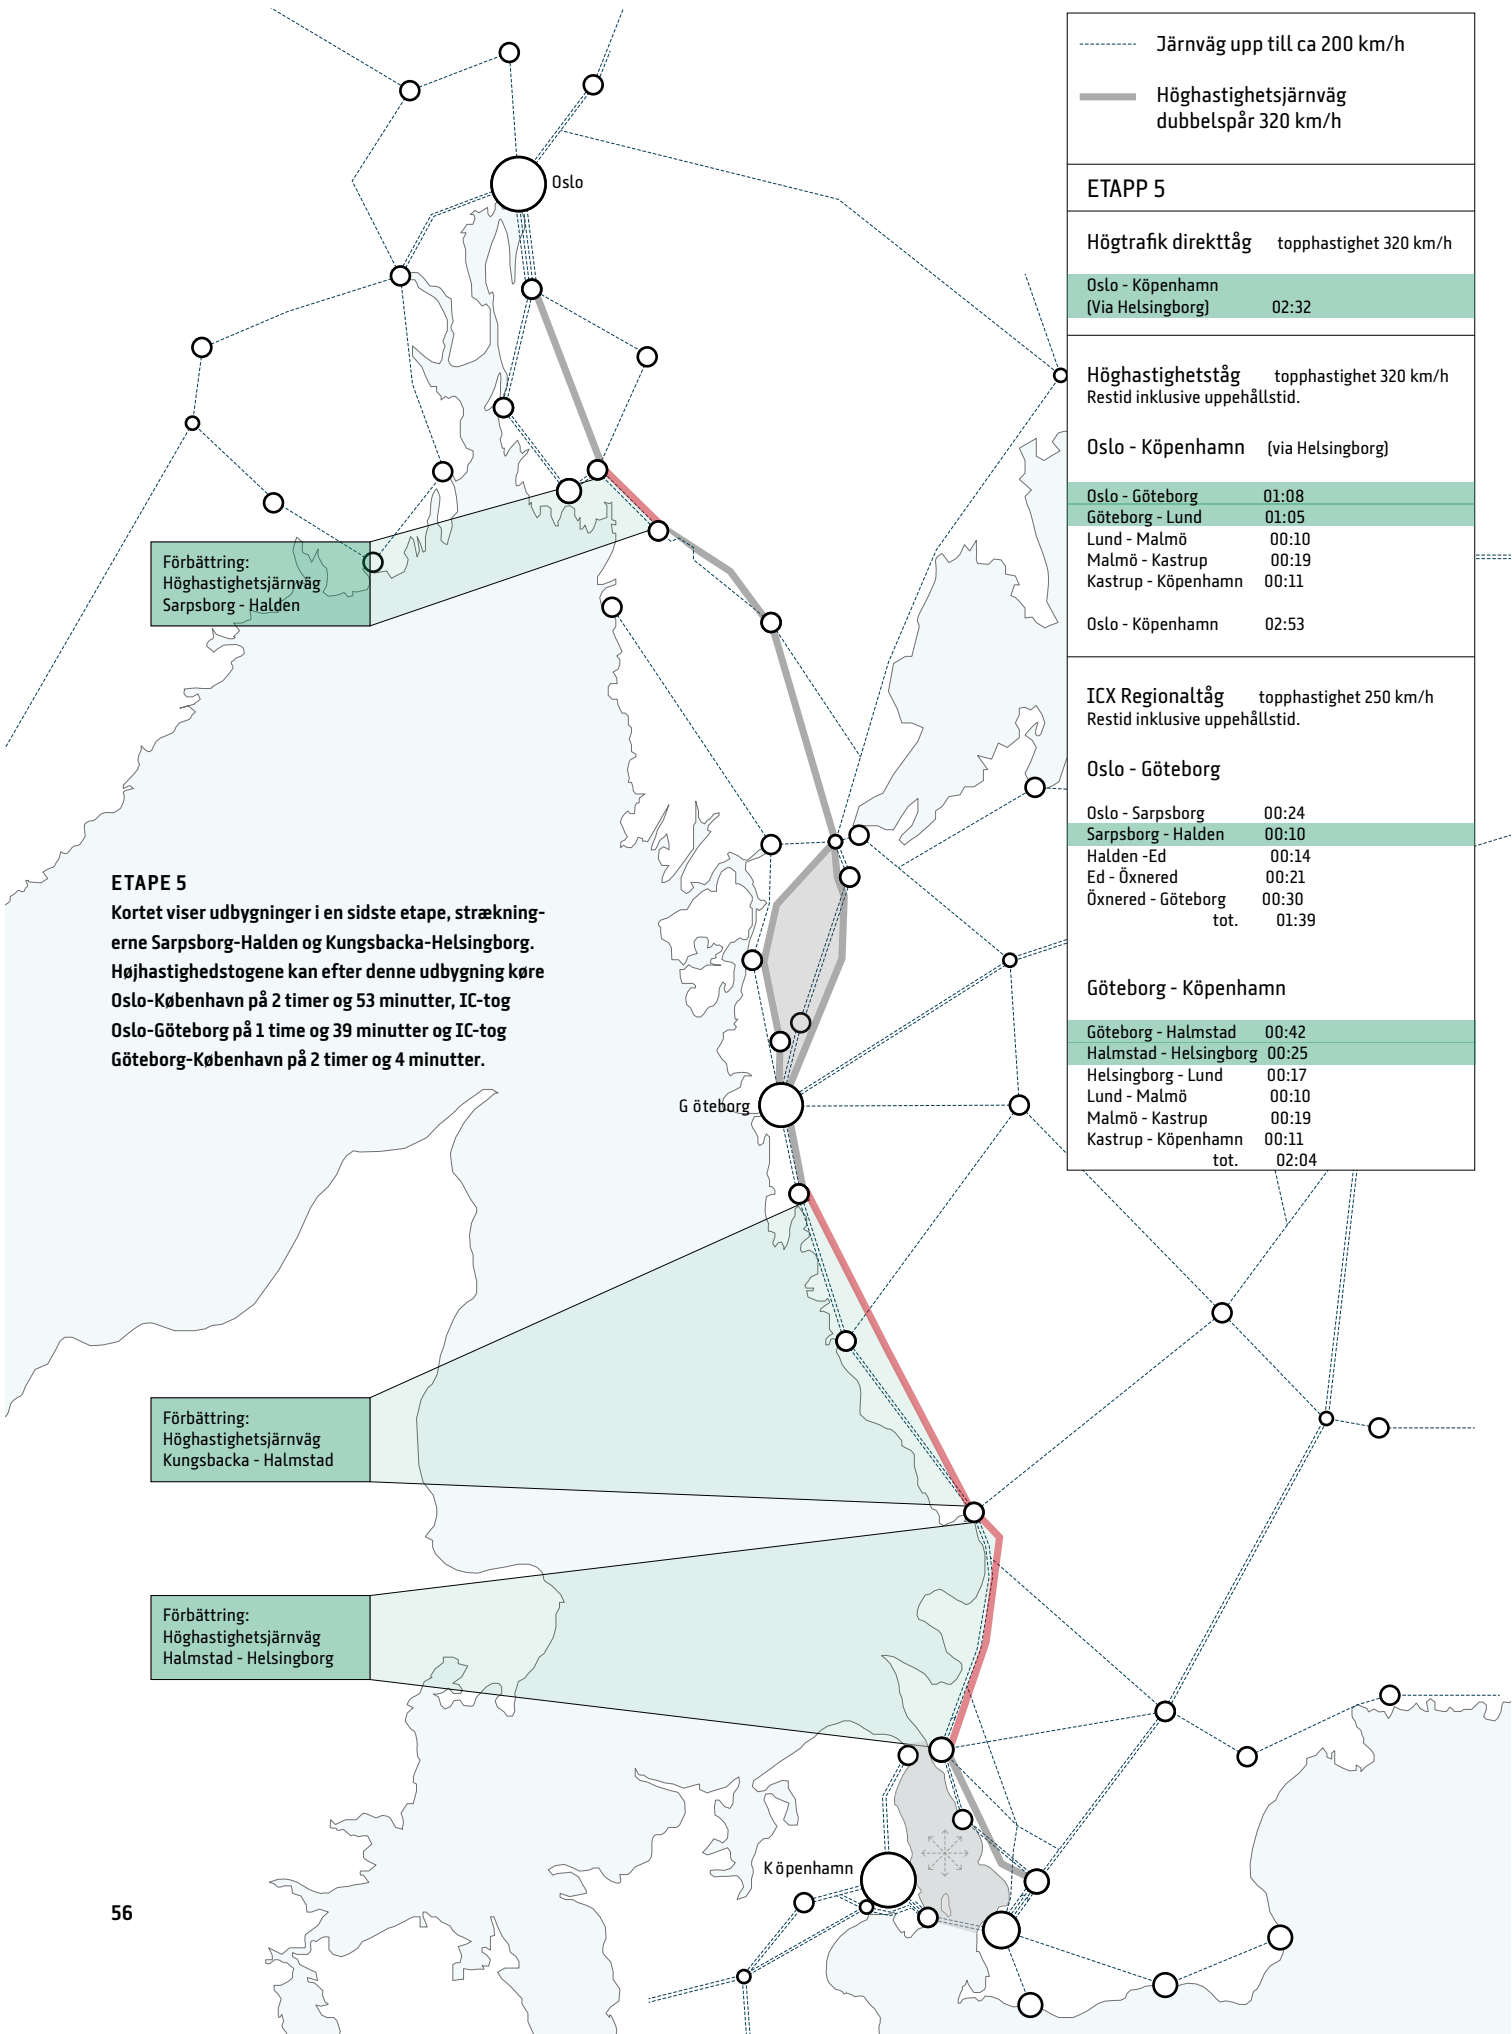 Järnväg upp till ca 200 km/h
Höghastighetsjärnväg
dubbelspår 320 km/h
ETAPP 5
Högtrafik direkttåg topphastighet 320 km/h
Oslo - Köpenhamn
(Via Helsingborg) 02:32
Höghastighetståg topphastighet 320 km/h
Restid inklusive uppehållstid.
Oslo - Köpenhamn (via Helsingborg)
Oslo - Göteborg 01:08
Göteborg - Lund 01:05
Lund - Malmö 00:10
Malmö - Kastrup 00:19
Kastrup - Köpenhamn 00:11
Oslo - Köpenhamn 02:53
ICX Regionaltåg topphastighet 250 km/h
Restid inklusive uppehållstid.
Oslo - Göteborg
Oslo - Sarpsborg 00:24
Sarpsborg - Halden 00:10
Halden -Ed 00:14
Ed - Öxnered 00:21
Öxnered - Göteborg 00:30
tot. 01:39
Göteborg - Köpenhamn
Göteborg - Halmstad 00:42
Halmstad - Helsingborg 00:25
Helsingborg - Lund 00:17
Lund - Malmö 00:10
Malmö - Kastrup 00:19
Kastrup - Köpenhamn 00:11
tot. 02:04
Oslo
Förbättring:
Höghastighetsjärnväg
Sarpsborg - Halden
ETAPE 5
Kortet viser udbygninger i en sidste etape, strækning-
erne Sarpsborg-Halden og Kungsbacka-Helsingborg.
Højhastighedstogene kan efter denne udbygning køre
Oslo-København på 2 timer og 53 minutter, IC-tog
Oslo-Göteborg på 1 time og 39 minutter og IC-tog
Göteborg-København på 2 timer og 4 minutter.
G öteborg
Förbättring:
Höghastighetsjärnväg
Kungsbacka - Halmstad
Förbättring:
Höghastighetsjärnväg
Halmstad - Helsingborg
K öpenhamn
56